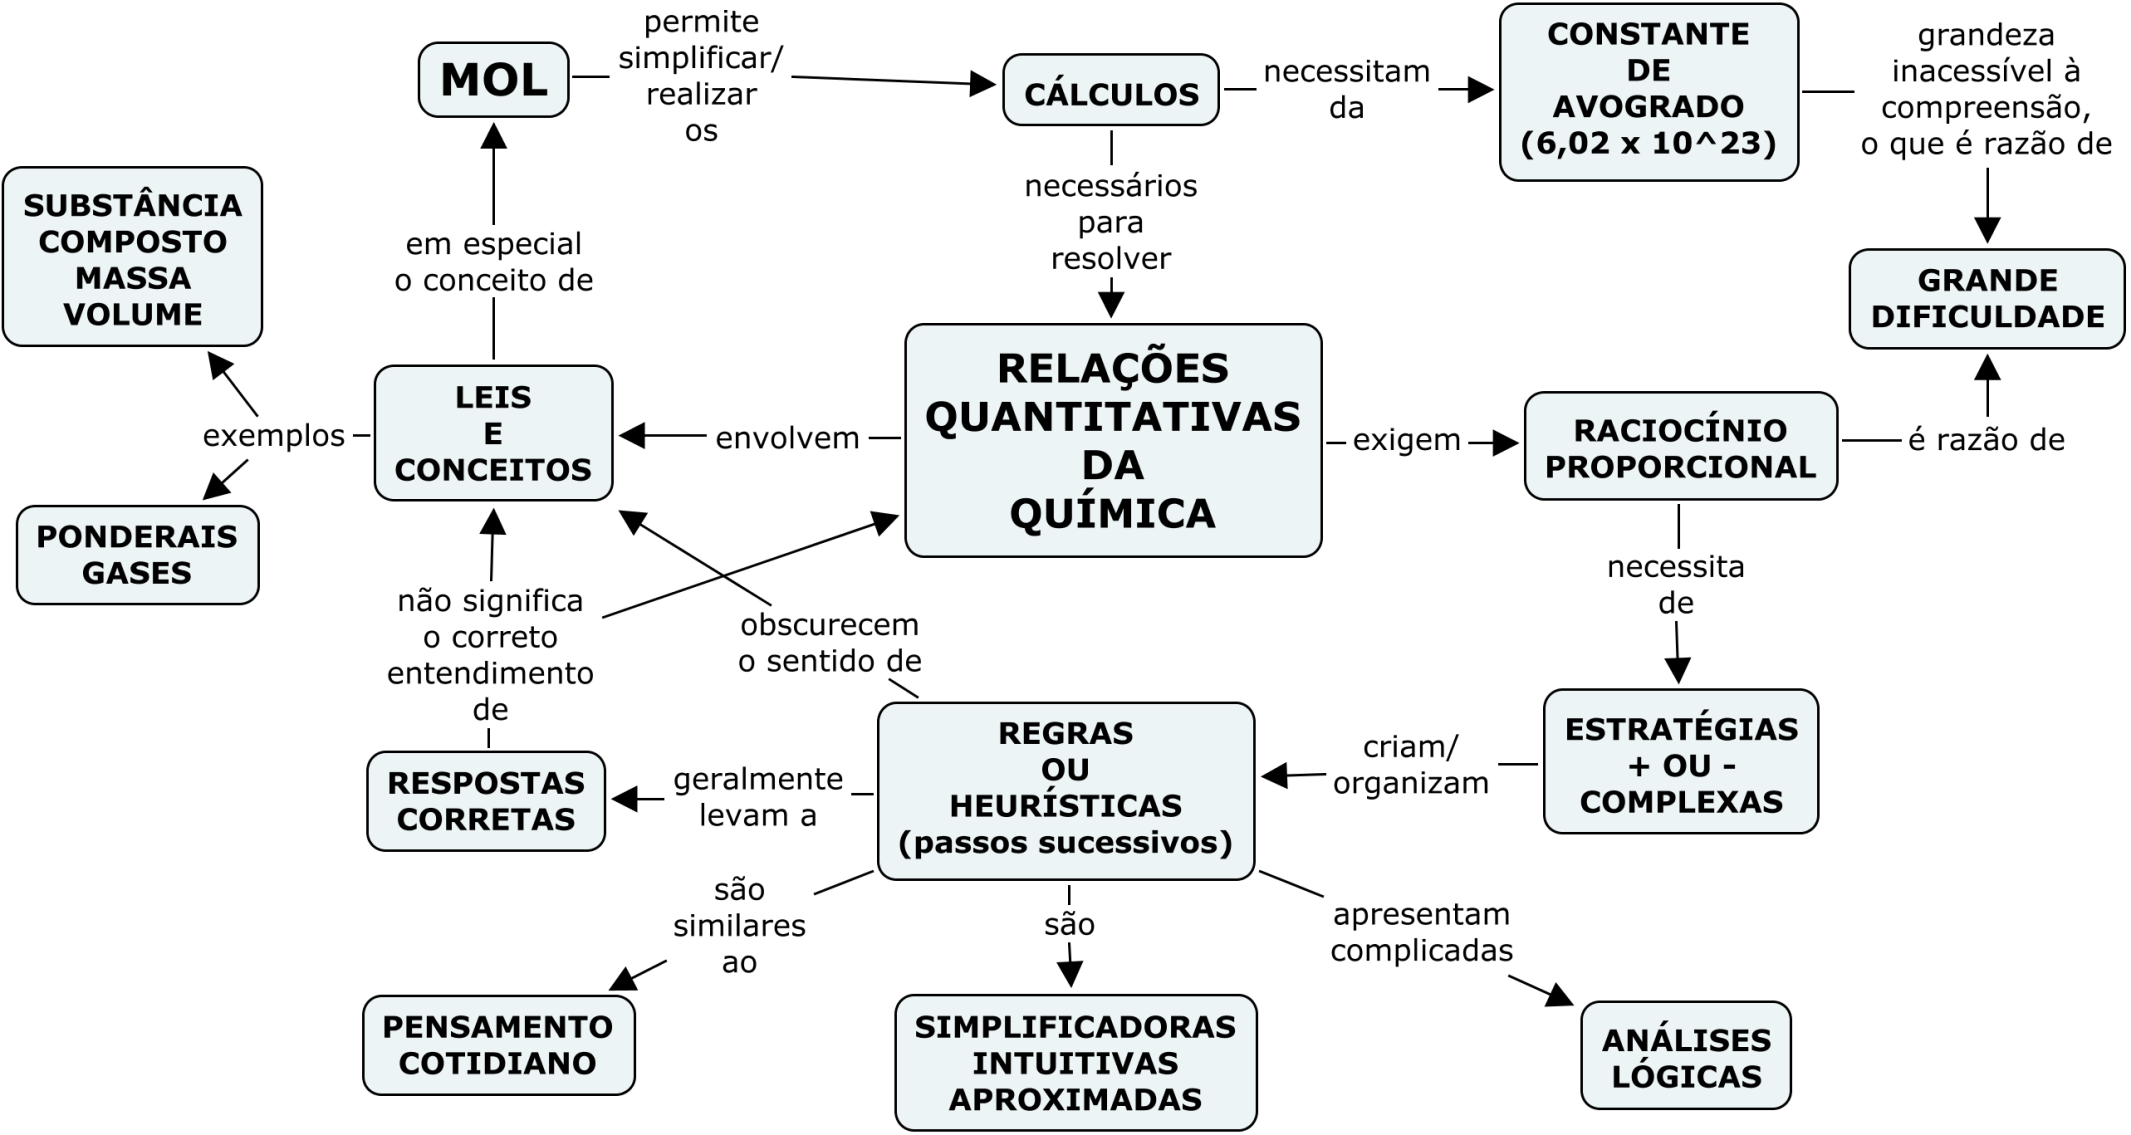 permite
simplificar/
realizar
os
MOL
CÁLCULOS
necessitam
da
CONSTANTE
DE
AVOGRADO
(6,02 x 10^23)
grandeza
inacessível à
compreensão,
o que é razão de
SUBSTÂNCIA
COMPOSTO
MASSA
VOLUME
em especial
o conceito de
necessários
para
resolver
GRANDE
DIFICULDADE
exemplos
LEIS
E
CONCEITOS
envolvem
RELAÇÕES
QUANTITATIVAS
DA
QUÍMICA
exigem
RACIOCÍNIO
PROPORCIONAL
é razão de
PONDERAIS
GASES
não significa
o correto
entendimento
de
obscurecem
o sentido de
necessita
de
RESPOSTAS
CORRETAS
geralmente
levam a
REGRAS
OU
HEURÍSTICAS
(passos sucessivos)
criam/
organizam
ESTRATÉGIAS
+ OU -
COMPLEXAS
são
similares
ao
são
apresentam
complicadas
PENSAMENTO
COTIDIANO
SIMPLIFICADORAS
INTUITIVAS
APROXIMADAS
ANÁLISES
LÓGICAS